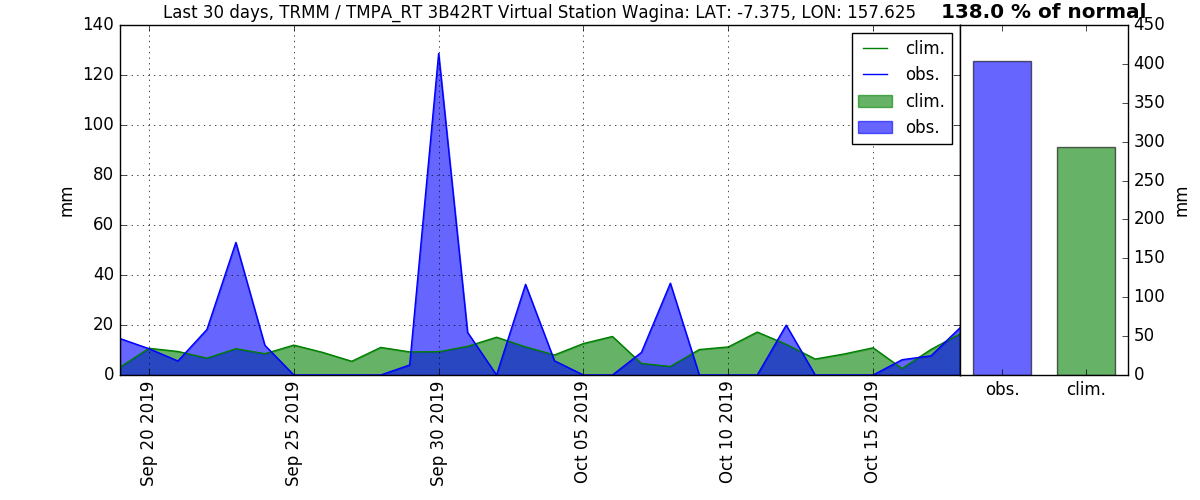 Last 30 days, TRMM / TMPA_RT 3B42RT Virtual Station Wagina: LAT: -7.375, LON: 157.625
138.0 % of normal
140
120
100
80
60
40
20
0
mm
clim.
obs.
clim.
obs.
Sep 20 2019
Sep 25 2019
Sep 30 2019
Oct 05 2019
Oct 10 2019
Oct 15 2019
450
400
350
300
250
200
150
100
50
0
mm
obs.
clim.